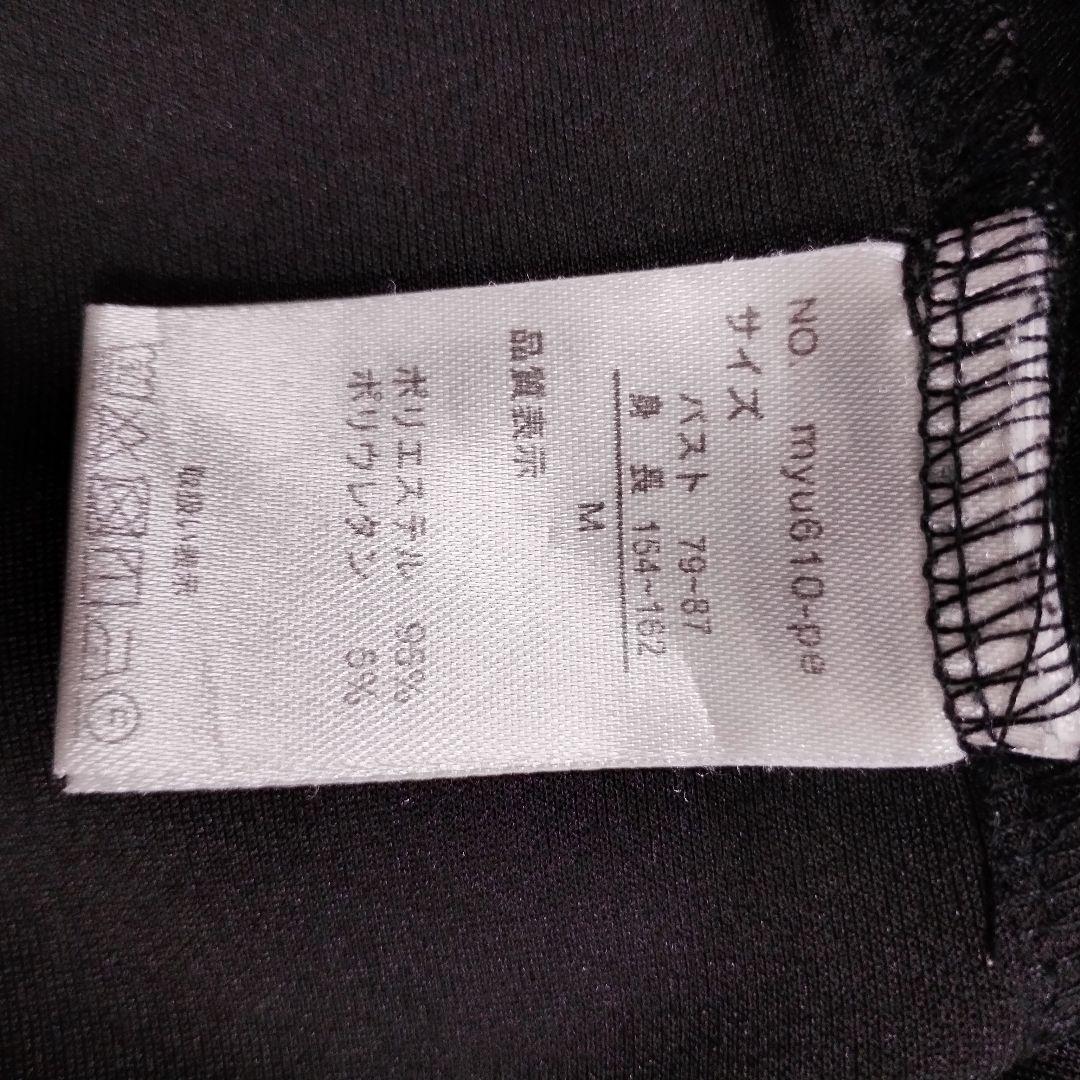 NO myu610-pe
サイズ
バスト 79~87
身 長 154~162
M
品質表示
ポリエステル 95%
ポリウレタン 5%
取扱い表示